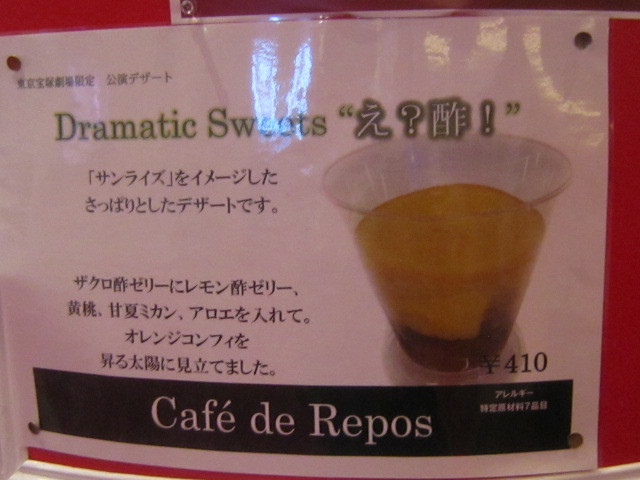 東京宝塚劇場限定　公演デザート
Dramatic Sweets “え？酢！”
「サンライズ」をイメージした
さっぱりとしたデザートです。
ザクロ酢ゼリーにレモン酢ゼリー、
黄桃、甘夏ミカン、アロエを入れて。
オレンジコンフィを
昇る太陽に見立てました。
￥410
アレルギー
特定原材料7品目
Café de Repos